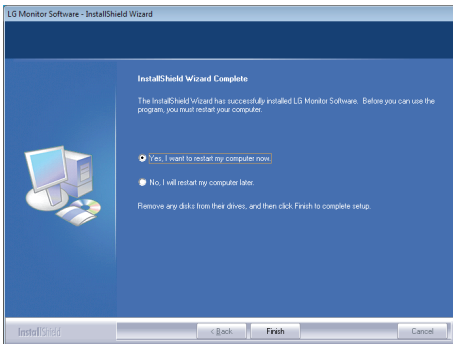 LG Monitor Software - InstallShield Wizard
InstallShield Wizard Complete
The InstallShield Wizard has successfully installed LG Monitor Software. Before you can use the
program, you must restart your computer.
Yes, I want to restart my computer now.
No, I will restart my computer later.
Remove any disks from their drives, and then click Finish to complete setup.
InstallShield
< Back
Finish
Cancel